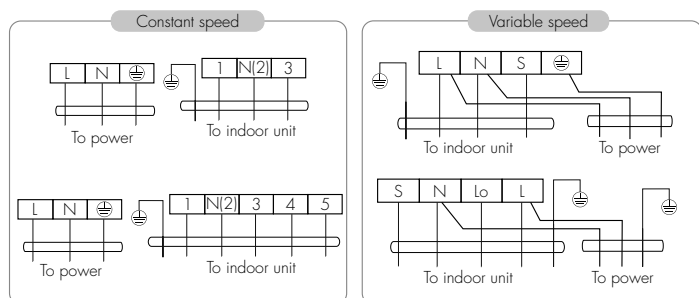 Constant speed
L N 1 N(2) 3
To power To indoor unit
L N 1 N(2) 3 4 5
To power To indoor unit
Variable speed
L N S
To indoor unit To power
S N Lo L
To indoor unit To power